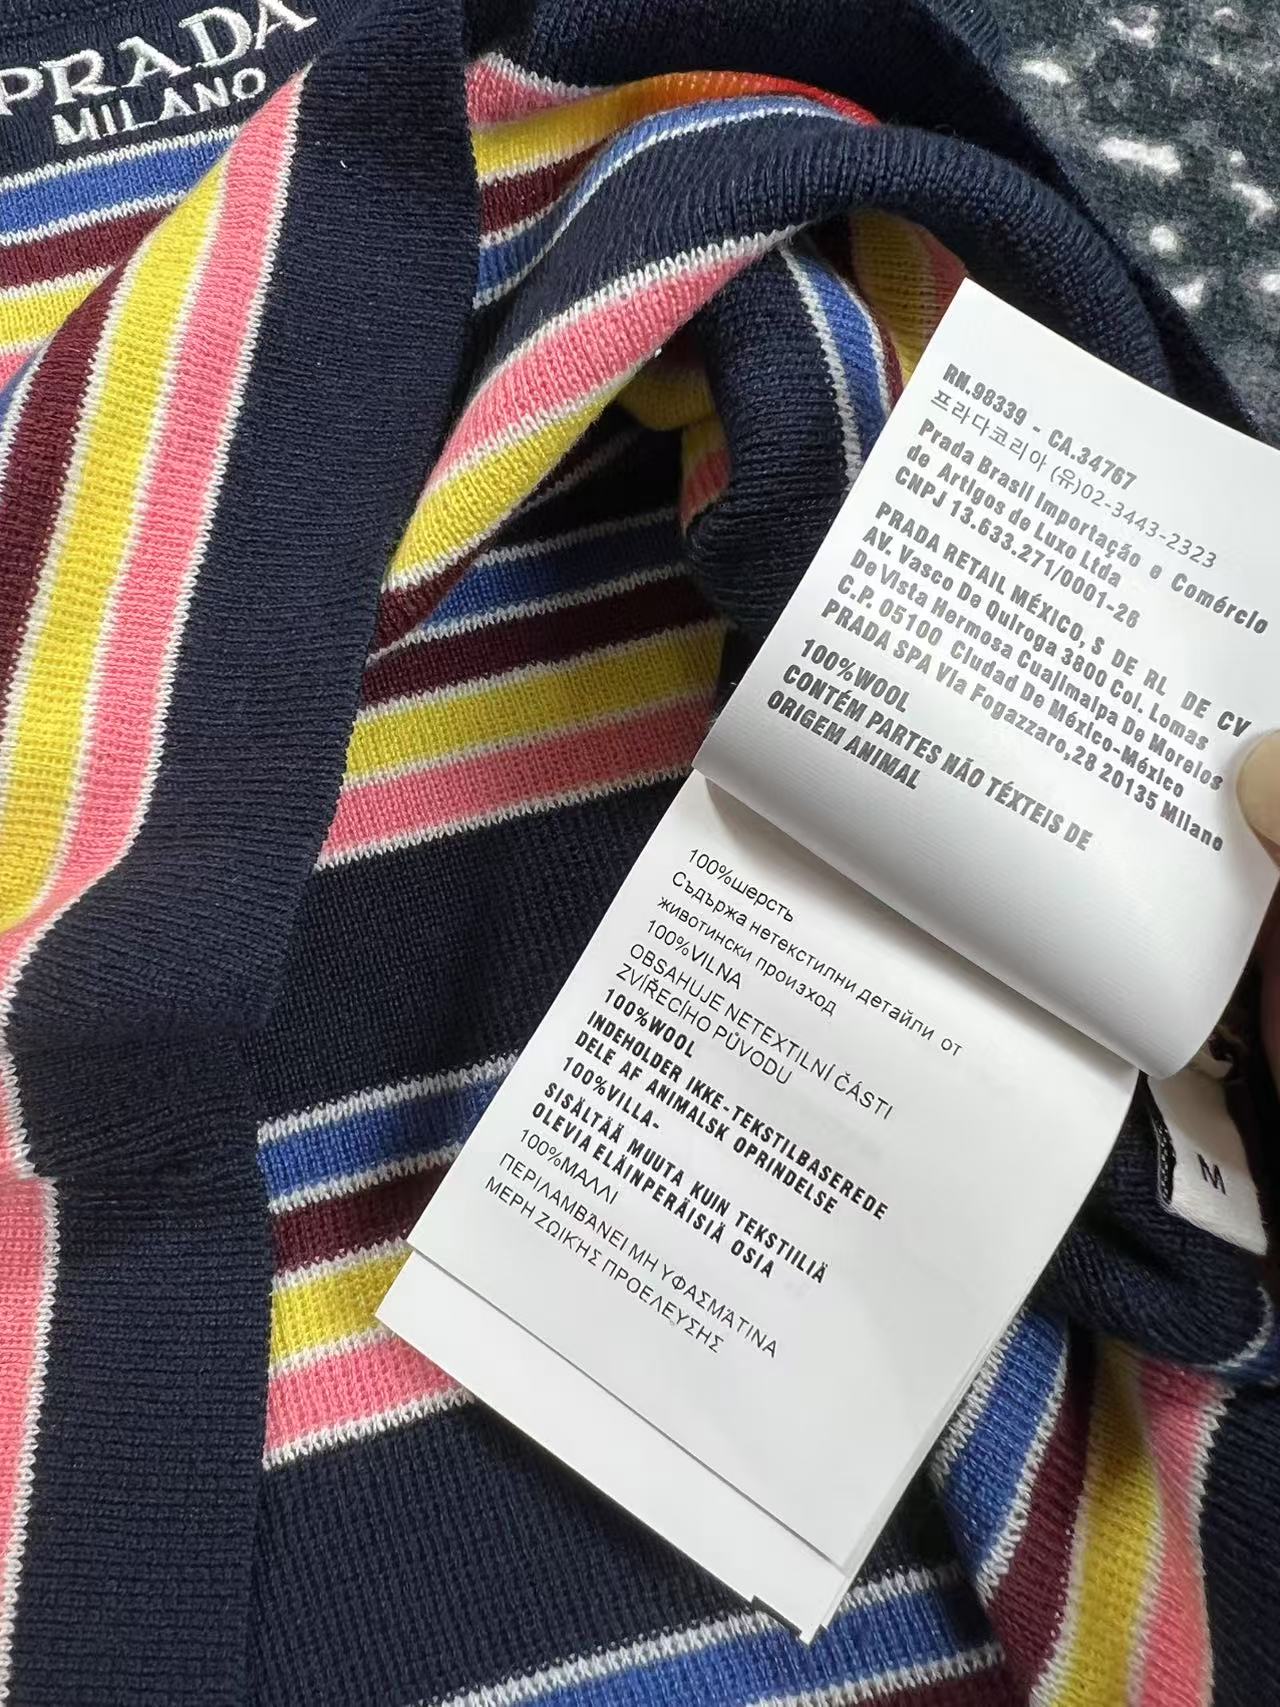 PRADA
MILANO
RN.98339 - CA.34767
프라다코리아 (유)02-3443-2323
Prada Brasil Importação e Comércio
de Artigos de Luxo Ltda
CNPJ 13.633.271/0001-28
PRADA RETAIL MÉXICO, S DE RL DE CV
AV. Vasco De Quiroga 3800 Col. Lomas
De Vista Hermosa Cuajimalpa De Morelos
C.P. 05100 Ciudad De México-México
PRADA SPA Via Fogazzaro,28 20135 Milano
100%WOOL
CONTÉM PARTES NÃO TÉXTEIS DE
ORIGEM ANIMAL
100%шерсть
Съдържа нетекстилни детайли от
животински произход
100%VILNA
OBSAHUJE NETEXTILNÍ ČÁSTI
ZVÍŘECÍHO PŮVODU
100%WOOL
INDEHOLDER IKKE-TEKSTILBASEREDE
DELE AF ANIMALSK OPRINDELSE
100%VILLA-
SISÄLTÄÄ MUUTA KUIN TEKSTIILIÄ
OLEVIA ELÄINPERÄISIÄ OSIA
100%ΜΑΛΛΙ
ΠΕΡΙΛΑΜΒΆΝΕΙ ΜΗ ΥΦΑΣΜΆΤΙΝΑ
ΜΕΡΗ ΖΩΙΚΉΣ ΠΡΟΕΛΕΥΣΗΣ
M